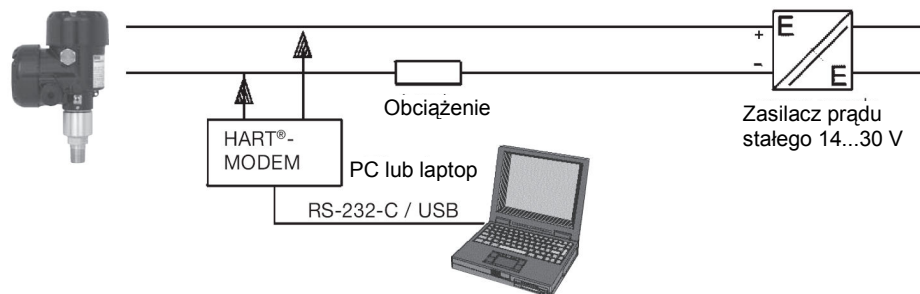 +
E
-
E
Obciążenie
Zasilacz prądu
stałego 14...30 V
HART®-
MODEM
PC lub laptop
RS-232-C / USB